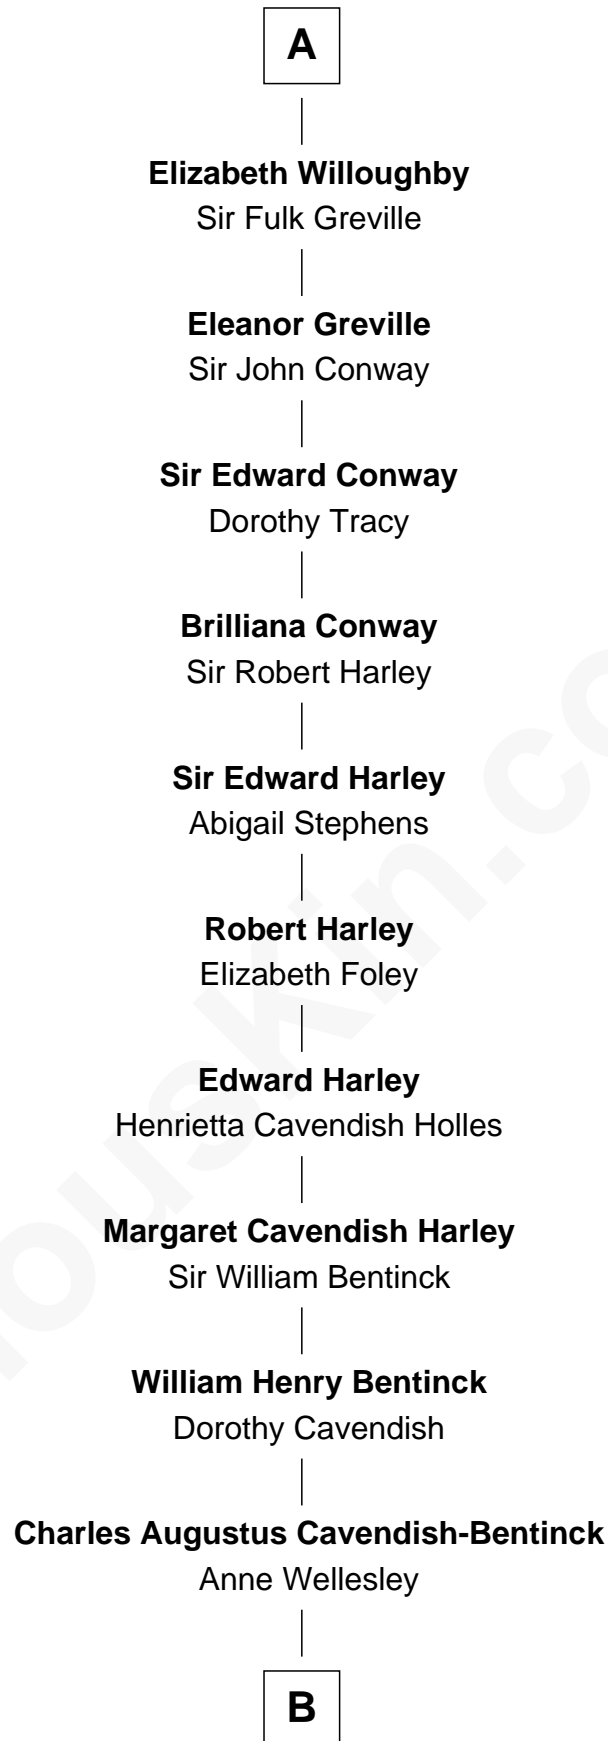 A
Elizabeth Willoughby
Sir Fulk Greville
Eleanor Greville
Sir John Conway
Sir Edward Conway
Dorothy Tracy
Brilliana Conway
Sir Robert Harley
Sir Edward Harley
Abigail Stephens
Robert Harley
Elizabeth Foley
Edward Harley
Henrietta Cavendish Holles
Margaret Cavendish Harley
Sir William Bentinck
William Henry Bentinck
Dorothy Cavendish
Charles Augustus Cavendish-Bentinck
Anne Wellesley
B